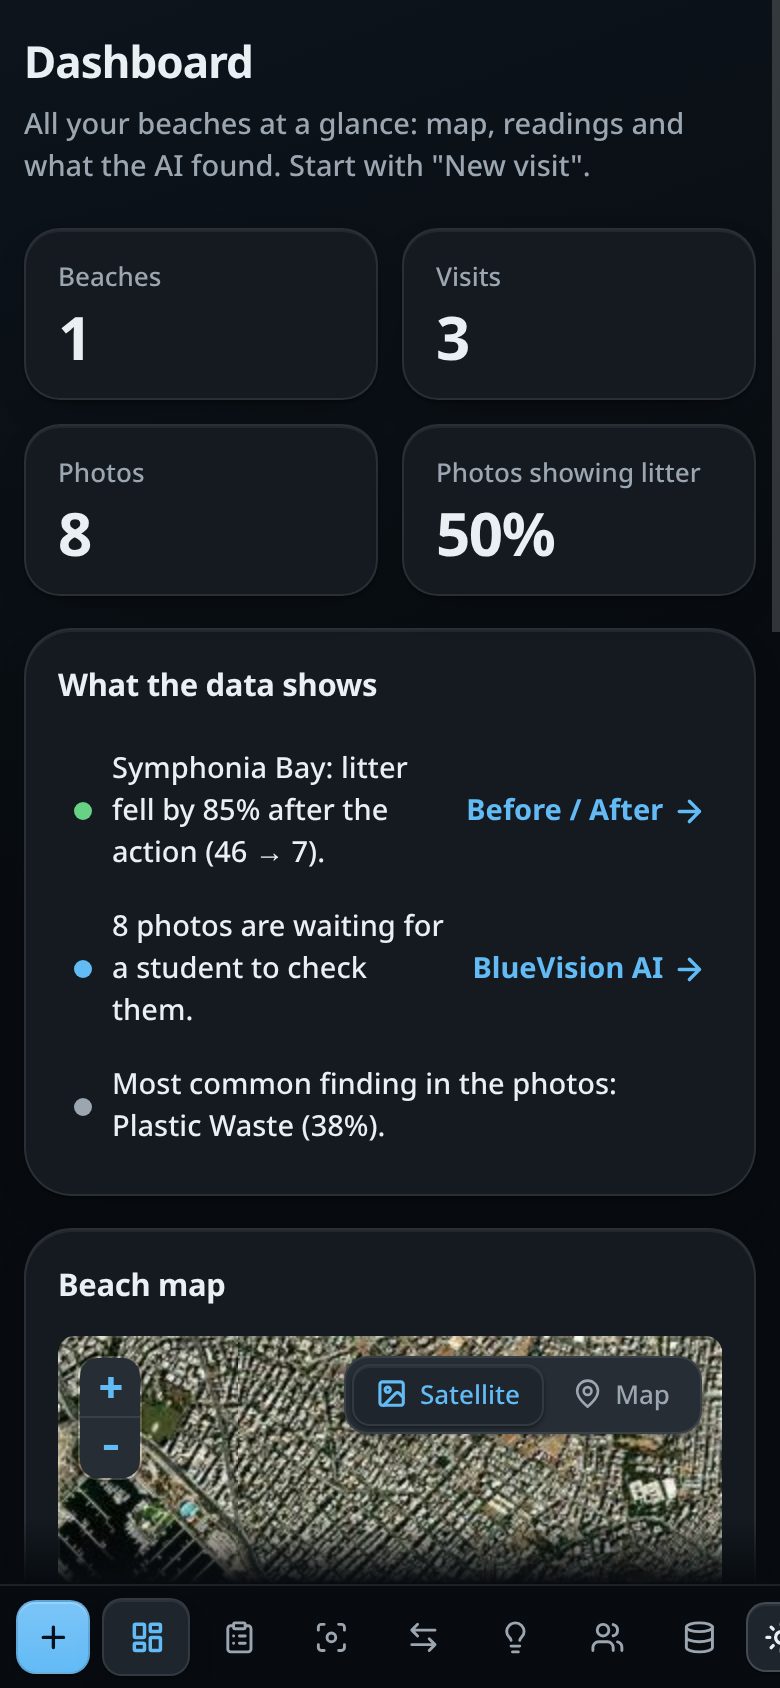 Dashboard
All your beaches at a glance: map, readings and
what the AI found. Start with "New visit".
Beaches
1
Visits
3
Photos
8
Photos showing litter
50%
What the data shows
Symphonia Bay: litter
fell by 85% after the
action (46 → 7).
Before / After →
8 photos are waiting for
a student to check
them.
BlueVision AI →
Most common finding in the photos:
Plastic Waste (38%).
Beach map
+
-
Satellite
Map